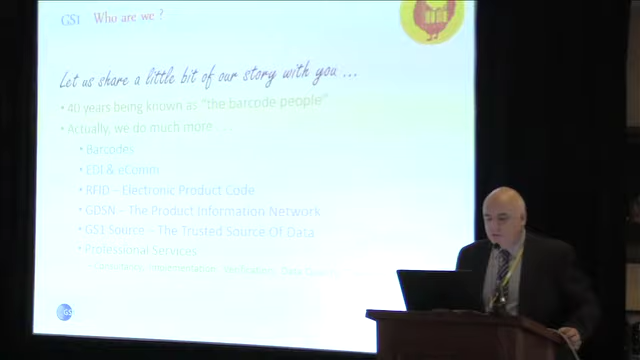 GS1 Who are we ?
Let us share a little bit of our story with you ...
• 40 years being known as "the barcode people"
• Actually, we do much more . . .
• Barcodes
• EDI & eComm
• RFID – Electronic Product Code
• GDSN – The Product Information Network
• GS1 Source – The Trusted Source Of Data
• Professional Services
Consultancy, Implementation, Verification, Data
GS1